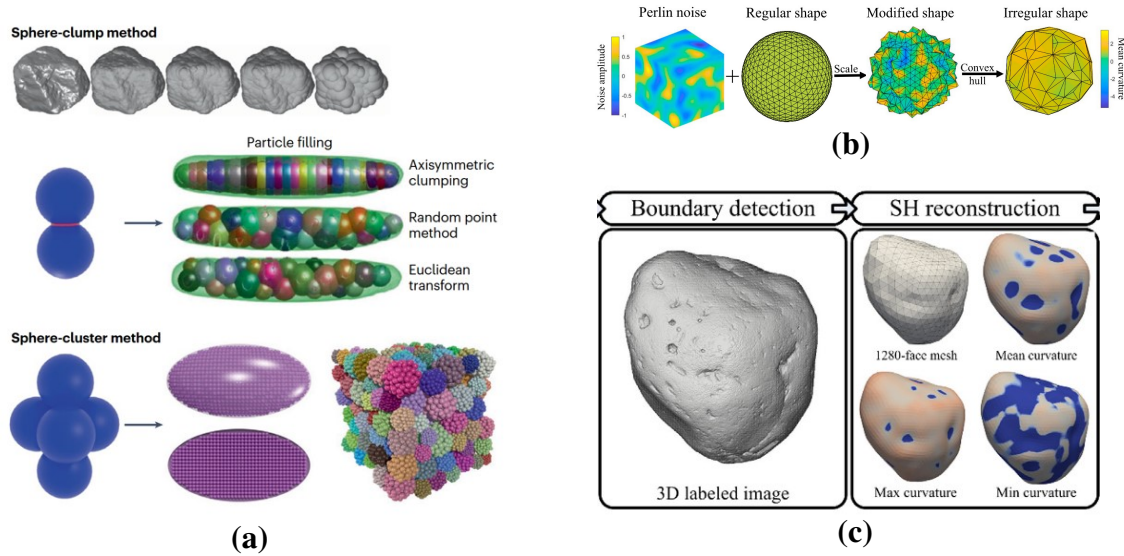 Sphere-clump method
Particle filling
Axisymmetric
clumping
Random point
method
Euclidean
transform
Sphere-cluster method
(a)
Perlin noise
Regular shape
Modified shape
Irregular shape
Noise amplitude
1
0.5
0
-0.5
-1
+
Scale
Convex
hull
2
0
-2
-4
Mean curvature
(b)
Boundary detection
SH reconstruction
3D labeled image
1280-face mesh
Mean curvature
Max curvature
Min curvature
(c)